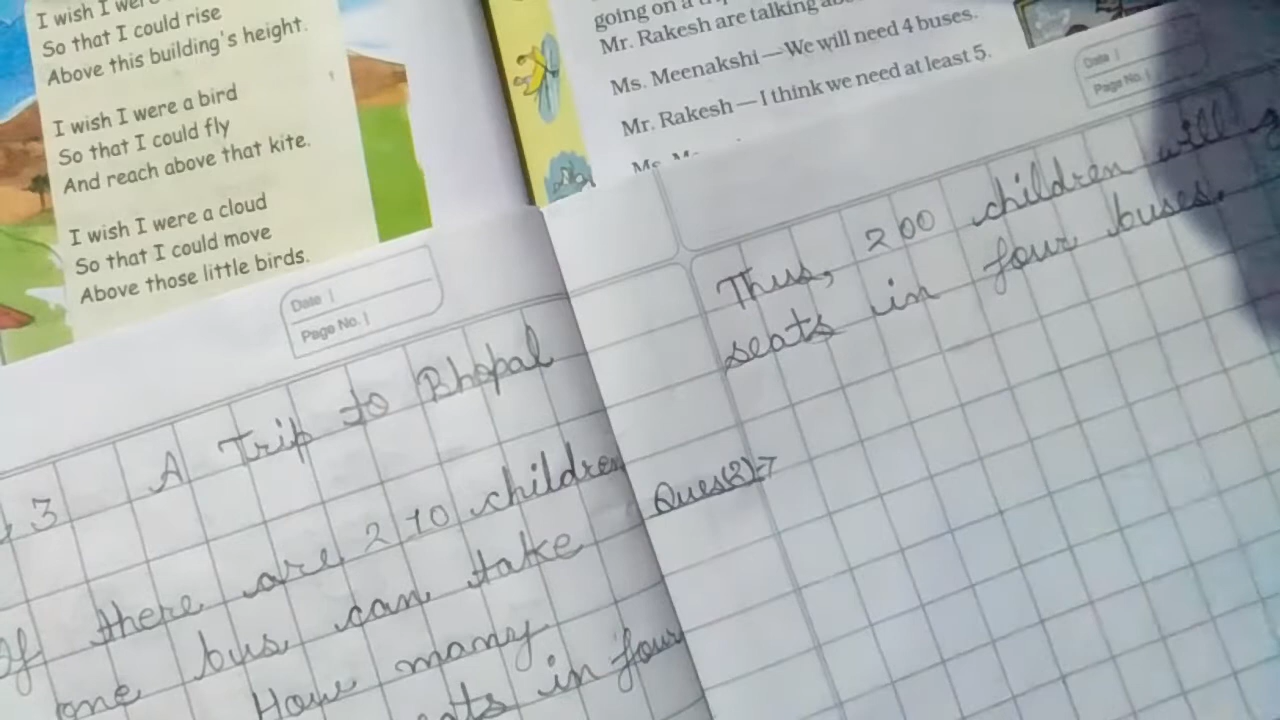 I wish I were
So that I could rise
Above this building's height.
I wish I were a bird
So that I could fly
And reach above that kite.
I wish I were a cloud
So that I could move
Above those little birds.
going on a
Mr. Rakesh are talking
Ms. Meenakshi — We will need 4 buses.
Mr. Rakesh — I think we need at least 5.
Date
Page No.
3 A Trip to Bhopal
If there are 210 children
one bus can take
How many
in four
Date
Page No.
Thus, 200 children will
seats in four buses.
Ques(2)⇒